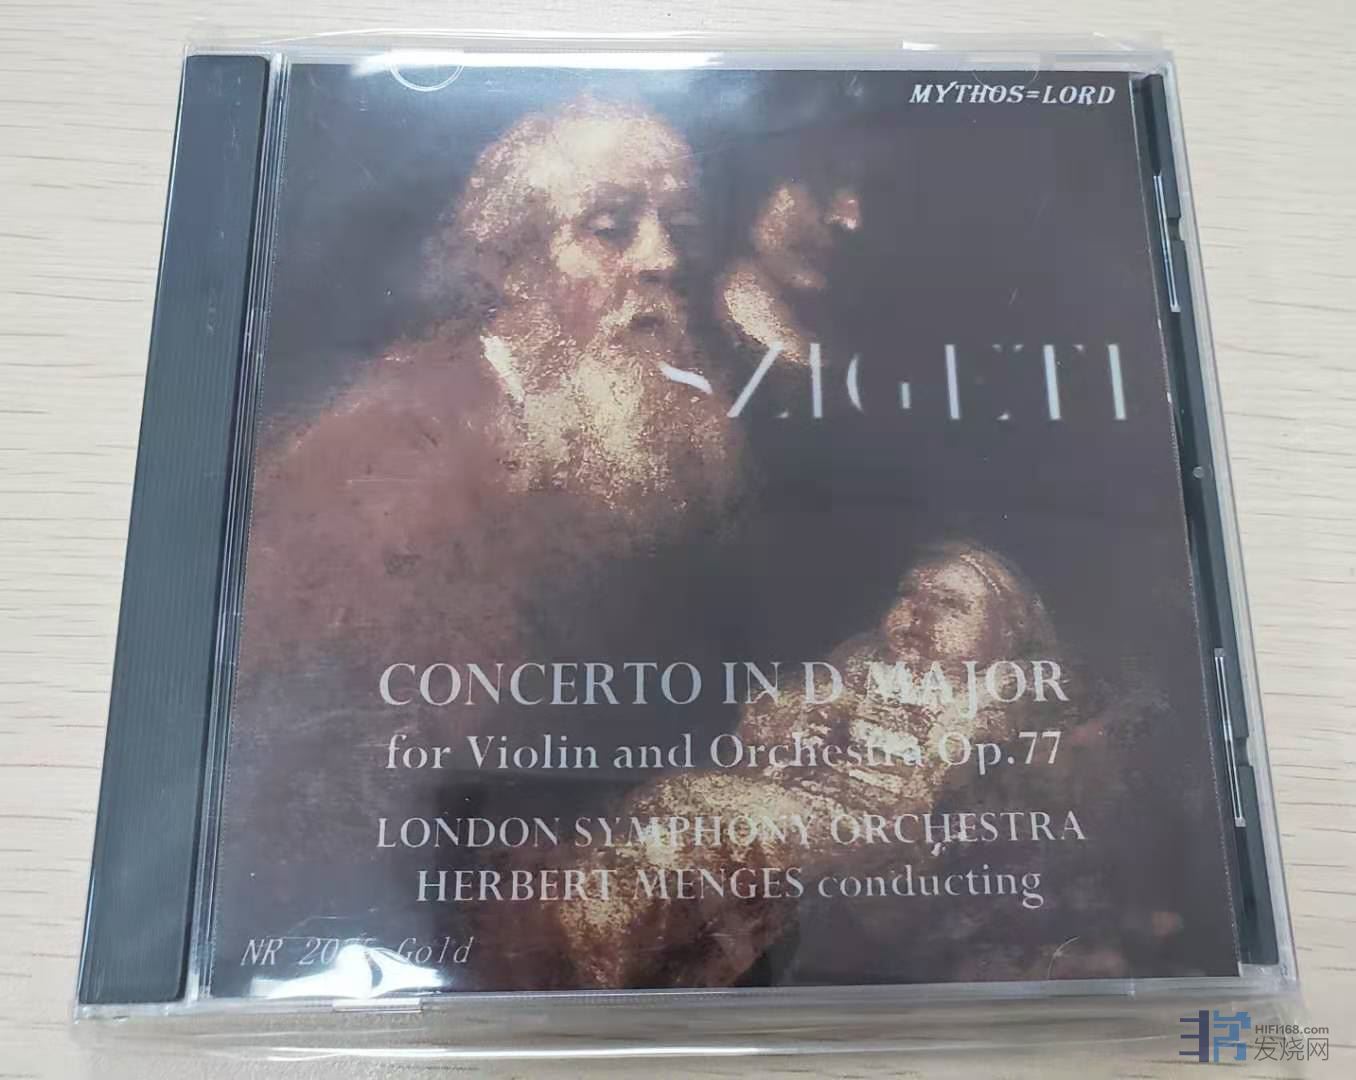 MYTHOS=LORD
SZIGETI
CONCERTO IN D MAJOR
for Violin and Orchestra Op.77
LONDON SYMPHONY ORCHESTRA
HERBERT MENGES conducting
NR Gold
HIFI168.com
发烧网